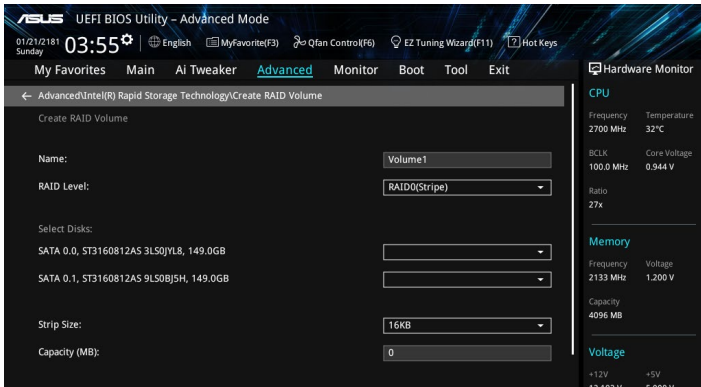 ASUS UEFI BIOS Utility – Advanced Mode
01/21/2181 Sunday 03:55 English MyFavorite(F3) Qfan Control(F6) EZ Tuning Wizard(F11) ? Hot Keys
My Favorites Main Ai Tweaker Advanced Monitor Boot Tool Exit
Hardware Monitor
← Advanced\Intel(R) Rapid Storage Technology\Create RAID Volume
Create RAID Volume
Name: Volume1
RAID Level: RAID0(Stripe)
Select Disks:
SATA 0.0, ST3160812AS 3LS0JYL8, 149.0GB
SATA 0.1, ST3160812AS 9LS0BJ5H, 149.0GB
Strip Size: 16KB
Capacity (MB): 0
CPU
Frequency Temperature
2700 MHz 32°C
BCLK Core Voltage
100.0 MHz 0.944 V
Ratio
27x
Memory
Frequency Voltage
2133 MHz 1.200 V
Capacity
4096 MB
Voltage
+12V +5V